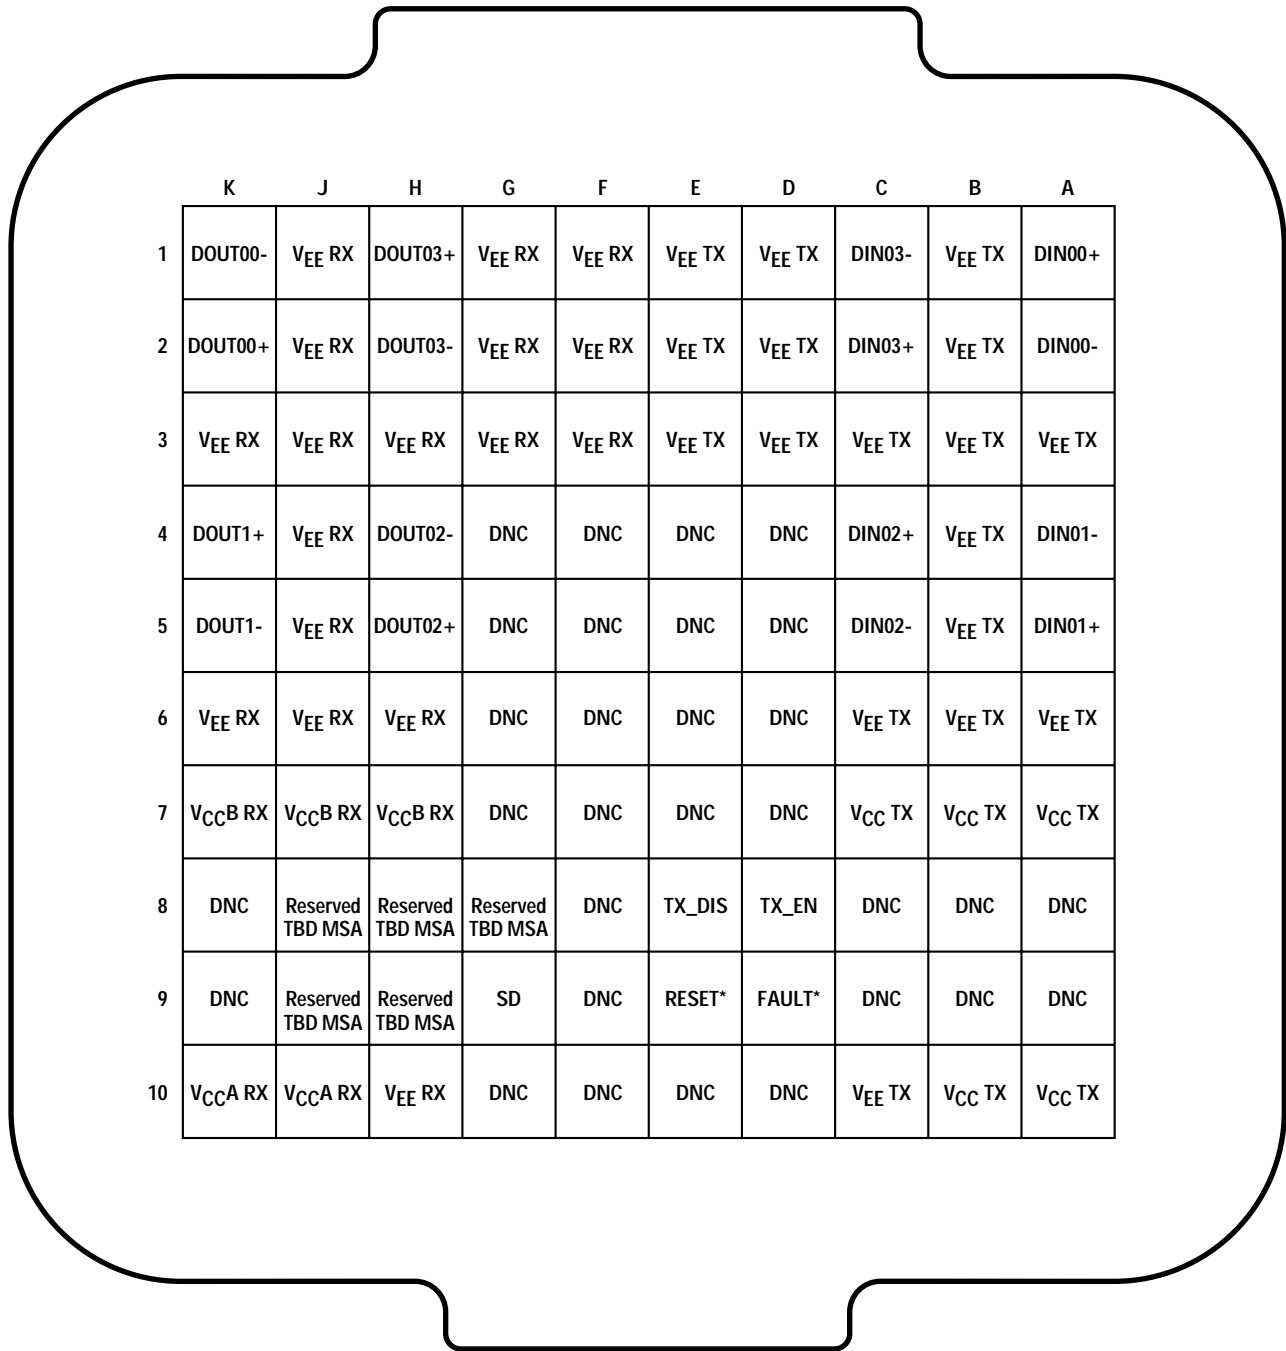 K J H G F E D C B A
1 DOUT00- VEE RX DOUT03+ VEE RX VEE RX VEE TX VEE TX DIN03- VEE TX DIN00+
2 DOUT00+ VEE RX DOUT03- VEE RX VEE RX VEE TX VEE TX DIN03+ VEE TX DIN00-
3 VEE RX VEE RX VEE RX VEE RX VEE RX VEE TX VEE TX VEE TX VEE TX VEE TX
4 DOUT1+ VEE RX DOUT02- DNC DNC DNC DNC DIN02+ VEE TX DIN01-
5 DOUT1- VEE RX DOUT02+ DNC DNC DNC DNC DIN02- VEE TX DIN01+
6 VEE RX VEE RX VEE RX DNC DNC DNC DNC VEE TX VEE TX VEE TX
7 VCCB RX VCCB RX VCCB RX DNC DNC DNC DNC VCC TX VCC TX VCC TX
8 DNC Reserved Reserved Reserved DNC TX_DIS TX_EN DNC DNC DNC
TBD MSA TBD MSA TBD MSA
9 DNC Reserved Reserved SD DNC RESET* FAULT* DNC DNC DNC
TBD MSA TBD MSA
10 VCCA RX VCCA RX VEE RX DNC DNC DNC DNC VEE TX VCC TX VCC TX